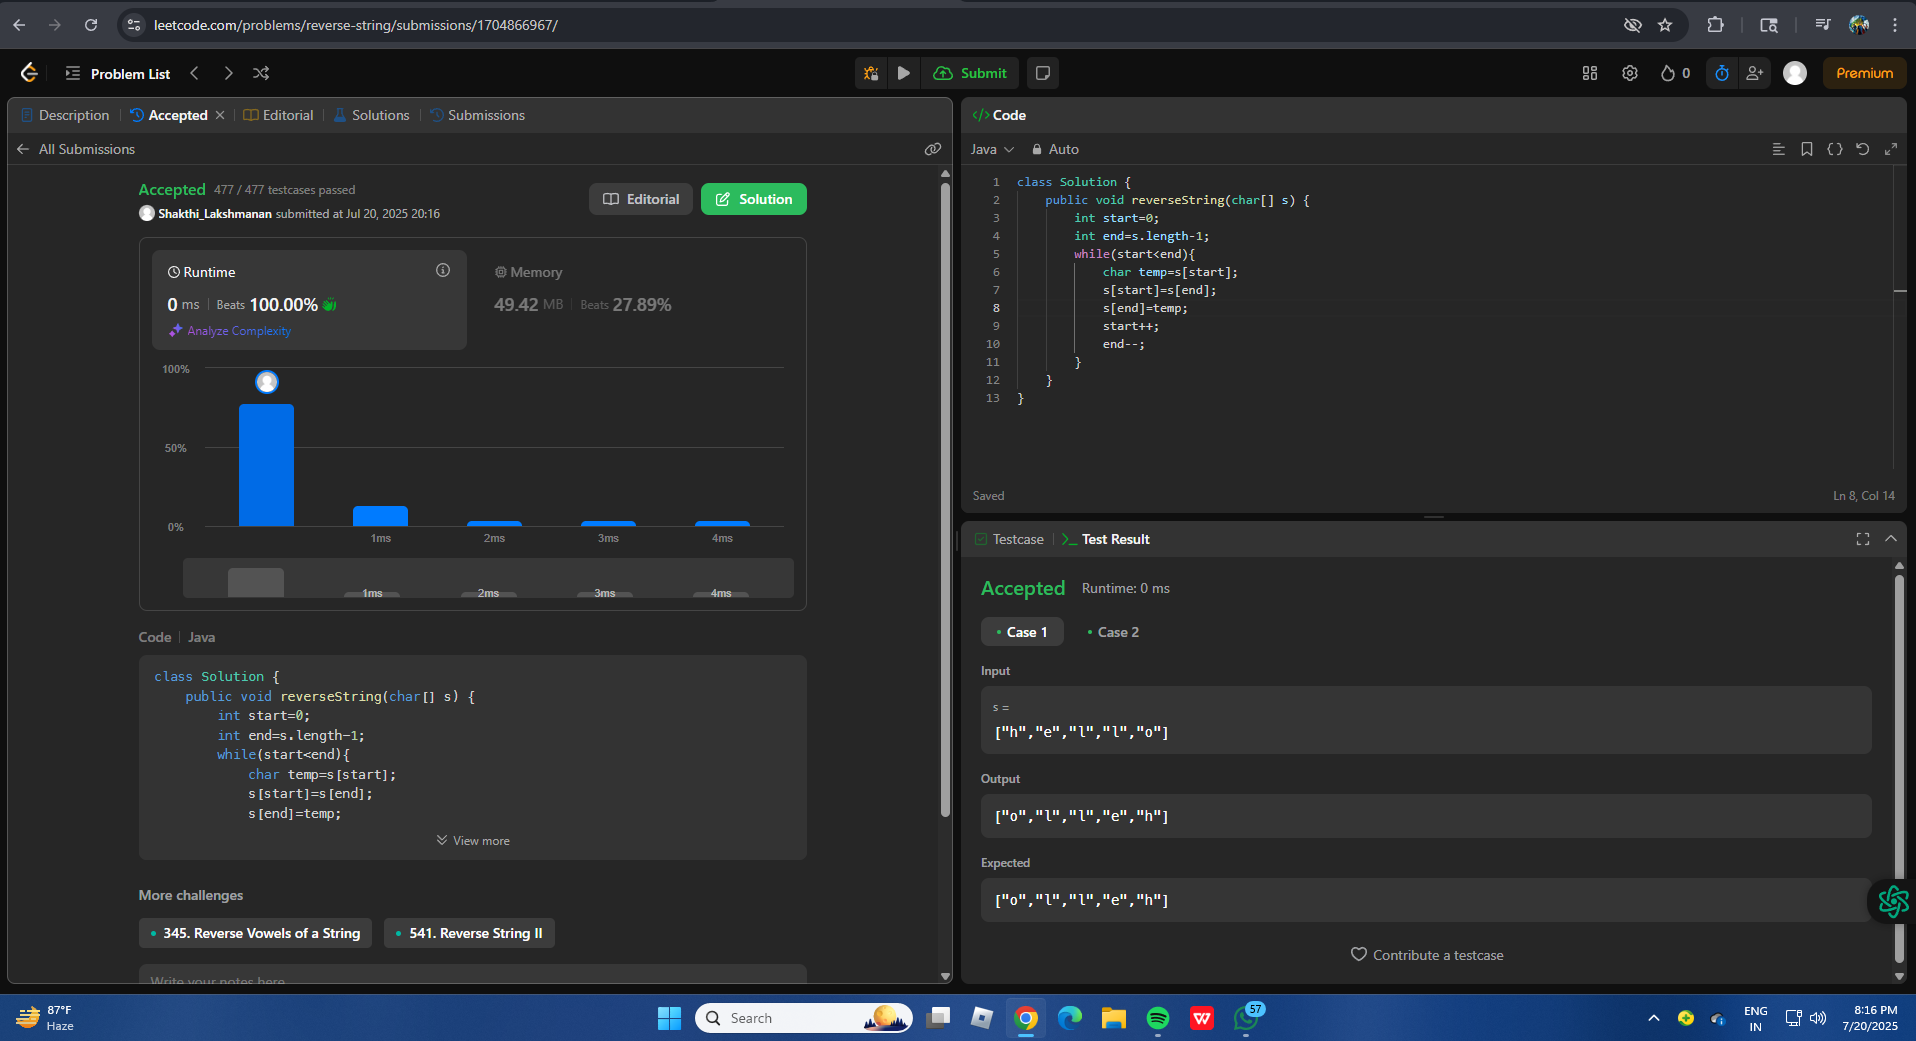 leetcode.com/problems/reverse-string/submissions/1704866967/
Problem List
Submit
0
Premium
Description
Accepted
Editorial
Solutions
Submissions
All Submissions
Accepted 477 / 477 testcases passed
Shakthi_Lakshmanan submitted at Jul 20, 2025 20:16
Editorial
Solution
Runtime
0 ms Beats 100.00%
Analyze Complexity
Memory
49.42 MB Beats 27.89%
100%
50%
0%
1ms 2ms 3ms 4ms
1ms 2ms 3ms 4ms
Code Java
class Solution {
public void reverseString(char[] s) {
int start=0;
int end=s.length-1;
while(start<end){
char temp=s[start];
s[start]=s[end];
s[end]=temp;
View more
More challenges
345. Reverse Vowels of a String
541. Reverse String II
Write your notes here
</> Code
Java Auto
1 class Solution {
2 public void reverseString(char[] s) {
3 int start=0;
4 int end=s.length-1;
5 while(start<end){
6 char temp=s[start];
7 s[start]=s[end];
8 s[end]=temp;
9 start++;
10 end--;
11 }
12 }
13 }
Saved
Ln 8, Col 14
Testcase
>_ Test Result
Accepted Runtime: 0 ms
Case 1 Case 2
Input
s =
["h","e","l","l","o"]
Output
["o","l","l","e","h"]
Expected
["o","l","l","e","h"]
Contribute a testcase
87°F
Haze
Search
W
57
ENG
IN
8:16 PM
7/20/2025